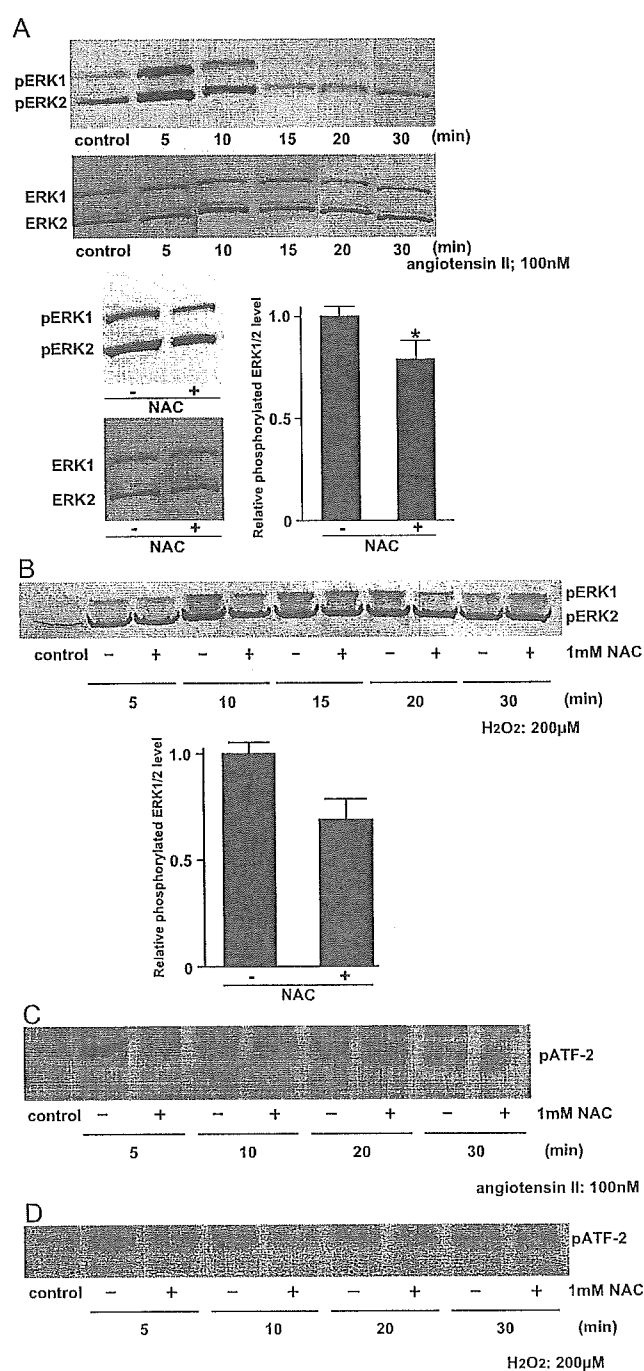 A
pERK1
pERK2
control 5 10 15 20 30 (min)
ERK1
ERK2
control 5 10 15 20 30 (min)
angiotensin II; 100nM
pERK1
pERK2
- +
NAC
ERK1
ERK2
- +
NAC
Relative phosphorylated ERK1/2 level
1.0
0.5
0
*
- +
NAC
B
pERK1
pERK2
control - + - + - + - + - + 1mM NAC
5 10 15 20 30 (min)
H2O2: 200μM
Relative phosphorylated ERK1/2 level
1.0
0.5
0
- +
NAC
C
pATF-2
control - + - + - + - + 1mM NAC
5 10 20 30 (min)
angiotensin II: 100nM
D
pATF-2
control - + - + - + - + 1mM NAC
5 10 20 30 (min)
H2O2: 200μM